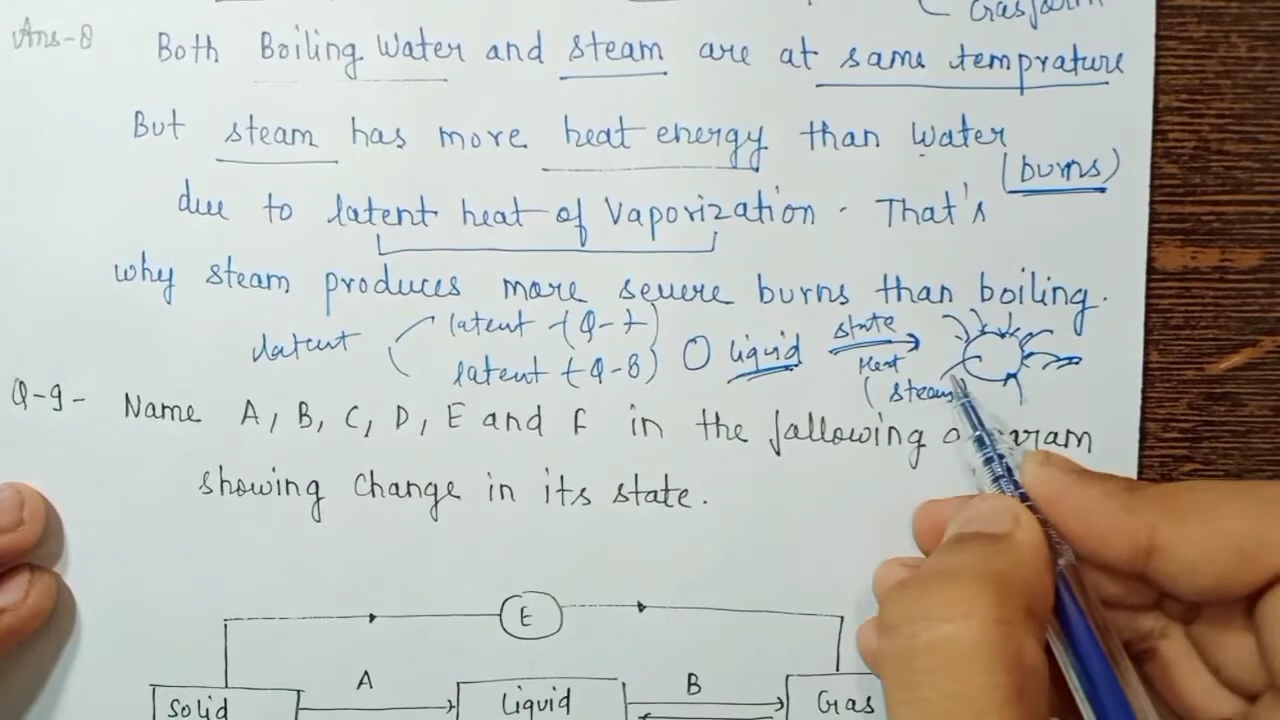 Gas form
Ans-8 Both Boiling Water and steam are at same temprature
But steam has more heat energy than Water
(burns)
due to latent heat of Vaporization. That's
why steam produces more severe burns than boiling.
latent latent (Q-7)
latent (Q-8) liquid state
Heat
(steam
Q-9- Name A, B, C, D, E and F in the fallowing
showing Change in its state.
E
A B
Solid Liquid Gas